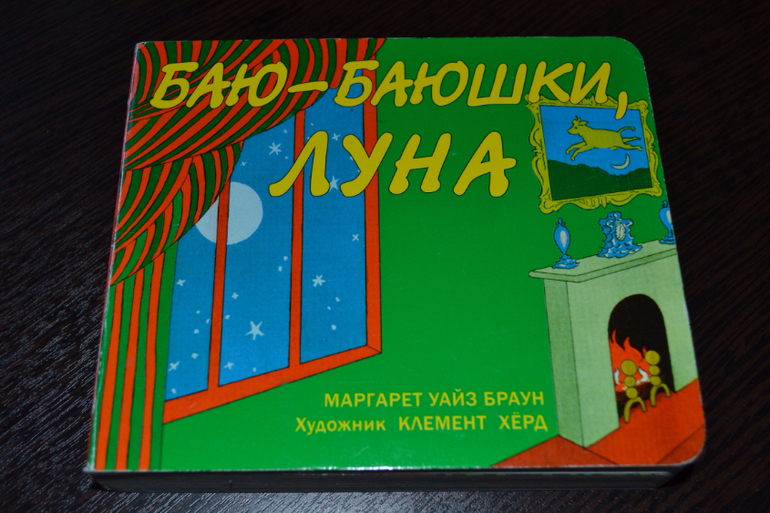 БАЮ-БАЮШКИ,
ЛУНА
МАРГАРЕТ УАЙЗ БРАУН
Художник КЛЕМЕНТ ХЁРД